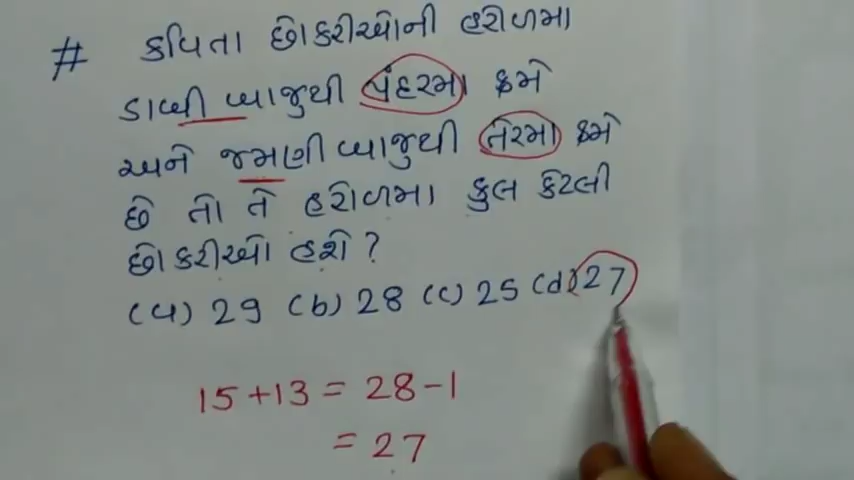 # કવિતા છોકરીઓની હરોળમા
ડાબી બાજુથી પંદરમા ક્રમે
અને જમણી બાજુથી તેરમા ક્રમે
છે તો તે હરોળમા કુલ કેટલી
છોકરીઓ હશે?
(a) 29 (b) 28 (c) 25 (d) 27
15 + 13 = 28 - 1
= 27